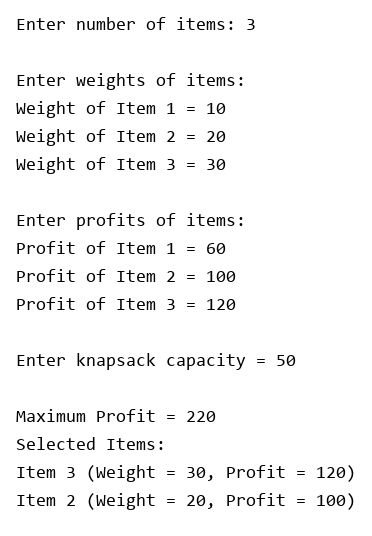 Enter number of items: 3
Enter weights of items:
Weight of Item 1 = 10
Weight of Item 2 = 20
Weight of Item 3 = 30
Enter profits of items:
Profit of Item 1 = 60
Profit of Item 2 = 100
Profit of Item 3 = 120
Enter knapsack capacity = 50
Maximum Profit = 220
Selected Items:
Item 3 (Weight = 30, Profit = 120)
Item 2 (Weight = 20, Profit = 100)